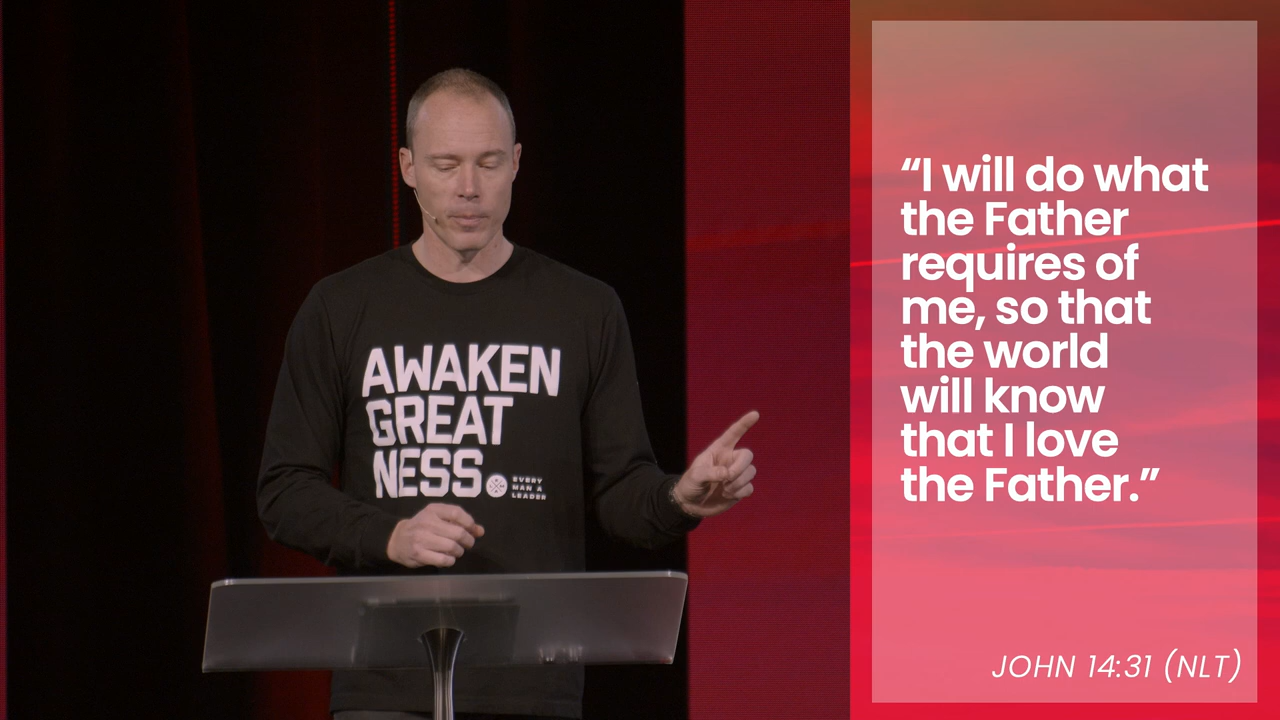 AWAKEN
GREAT
NESS.
EVERY
MAN A
LEADER
“I will do what
the Father
requires of
me, so that
the world
will know
that I love
the Father.”
JOHN 14:31 (NLT)